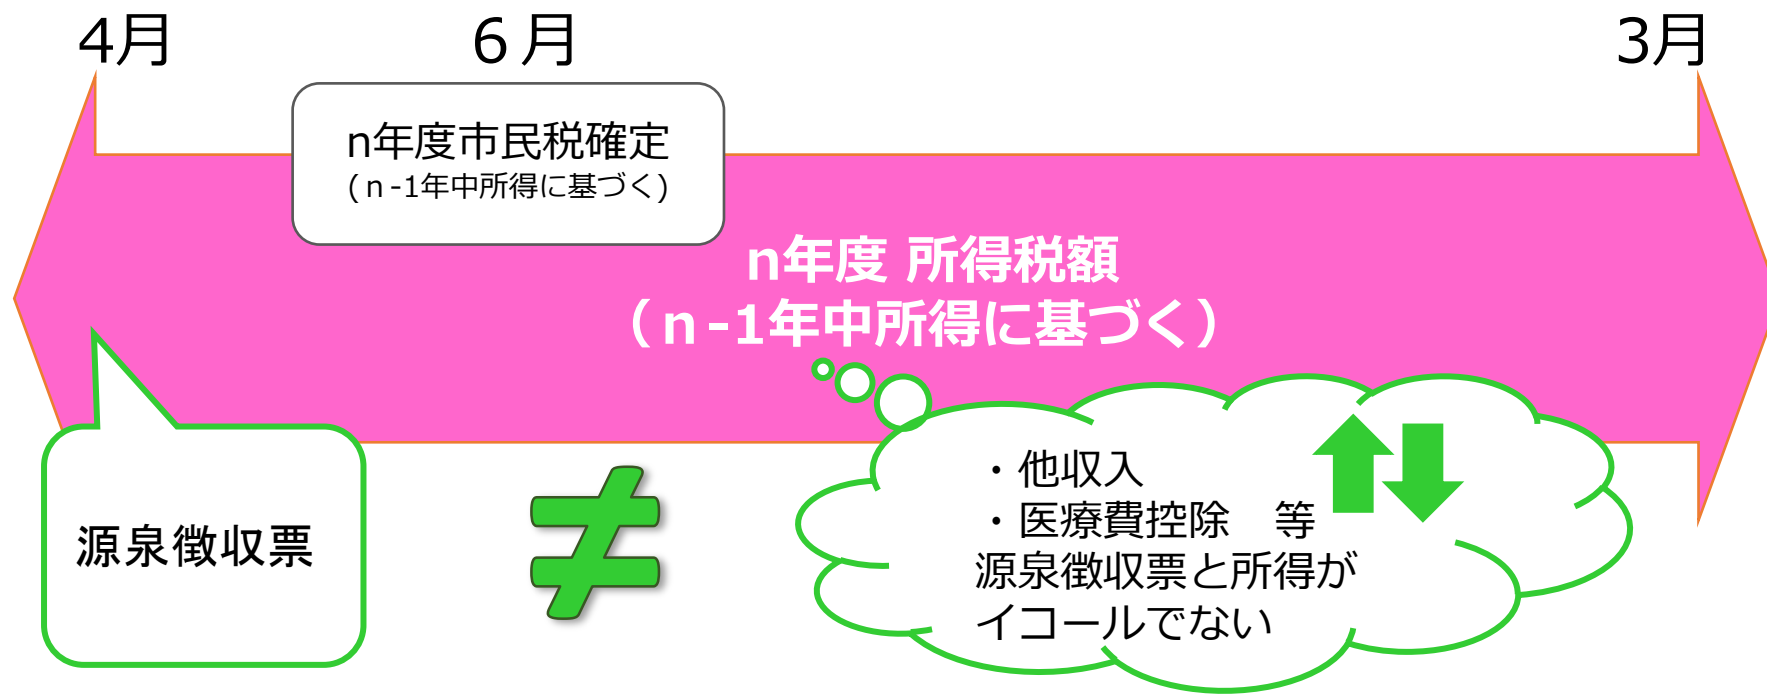 4月
６月
3月
n年度市民税確定
(ｎ-1年中所得に基づく)
n年度 所得税額
（ｎ-1年中所得に基づく）
源泉徴収票
≠
・他収入
・医療費控除　等
源泉徴収票と所得が
イコールでない